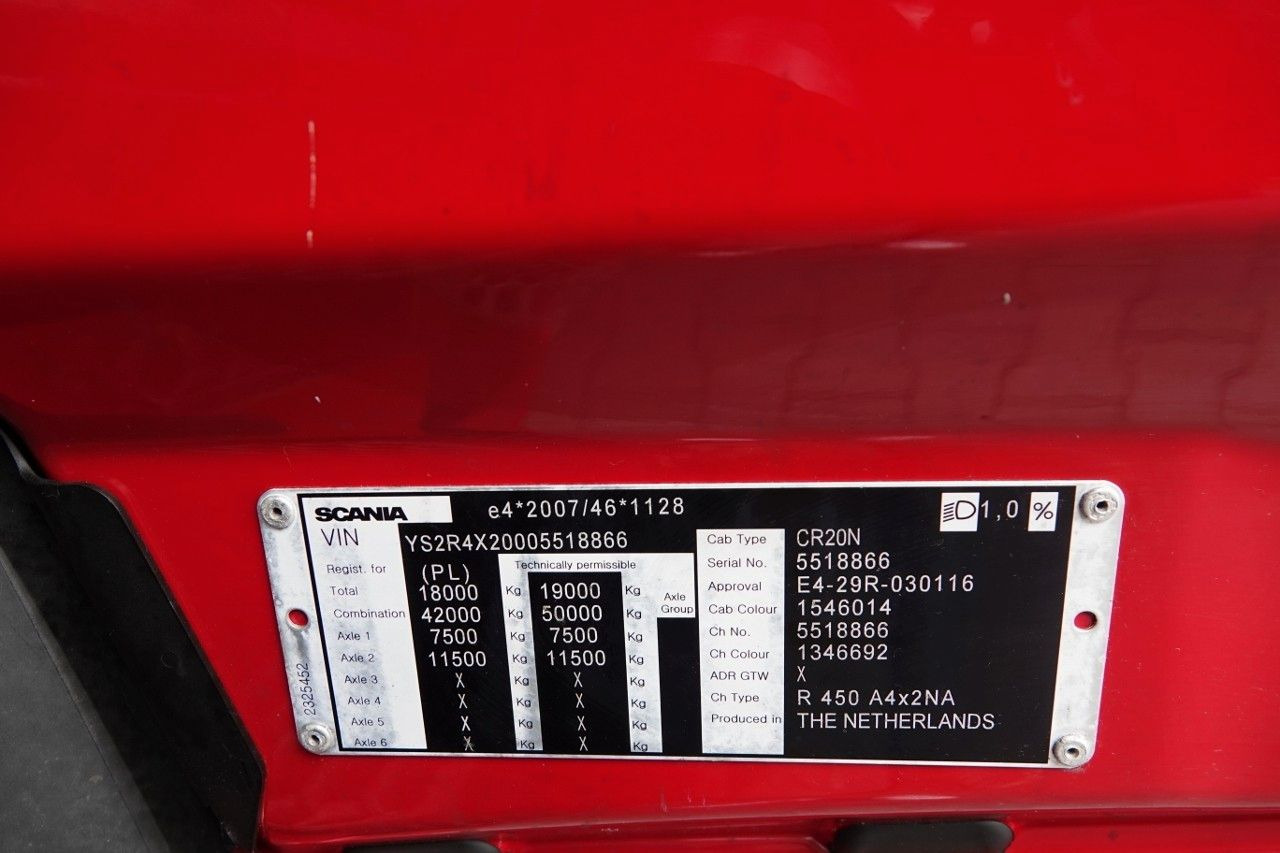 SCANIA e4*2007/46*1128 1,0 %
VIN YS2R4X20005518866
Technically permissible
Regist. for (PL)
Total 18000 Kg 19000 Kg Axle Group
Combination 42000 Kg 50000 Kg
Axle 1 7500 Kg 7500 Kg
Axle 2 11500 Kg 11500 Kg
Axle 3 X Kg X Kg
Axle 4 X Kg X Kg
Axle 5 X Kg X Kg
Axle 6 X Kg X Kg
Cab Type CR20N
Serial No. 5518866
Approval E4-29R-030116
Cab Colour 1546014
Ch No. 5518866
Ch Colour 1346692
ADR GTW X
Ch Type R 450 A4x2NA
Produced in THE NETHERLANDS
2325452